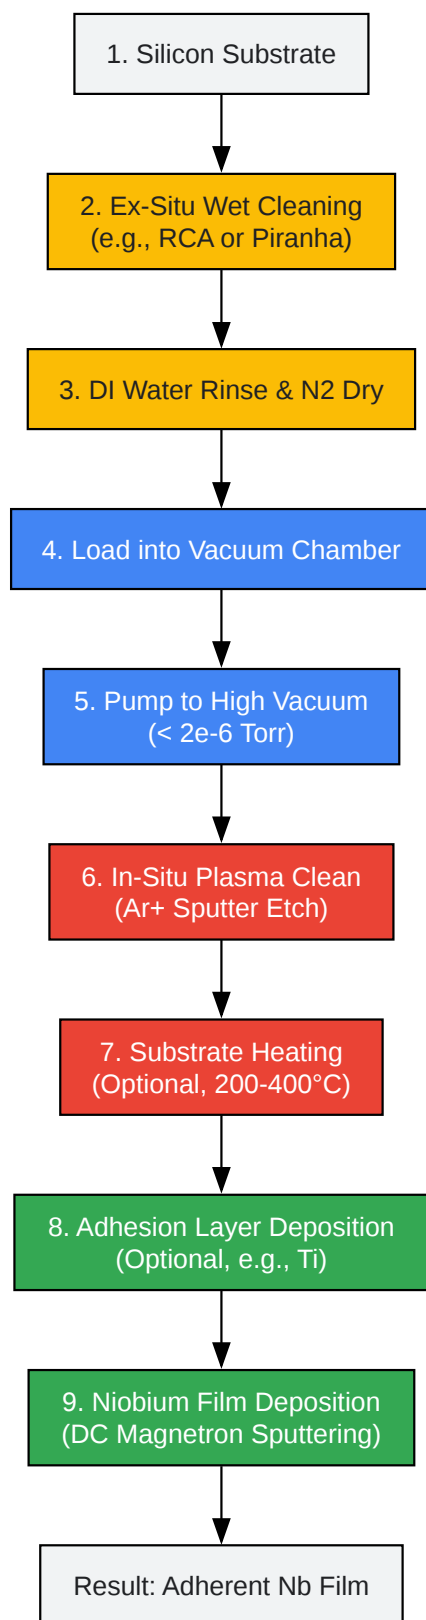 1. Silicon Substrate
2. Ex-Situ Wet Cleaning
(e.g., RCA or Piranha)
3. DI Water Rinse & N2 Dry
4. Load into Vacuum Chamber
5. Pump to High Vacuum
(< 2e-6 Torr)
6. In-Situ Plasma Clean
(Ar+ Sputter Etch)
7. Substrate Heating
(Optional, 200-400°C)
8. Adhesion Layer Deposition
(Optional, e.g., Ti)
9. Niobium Film Deposition
(DC Magnetron Sputtering)
Result: Adherent Nb Film